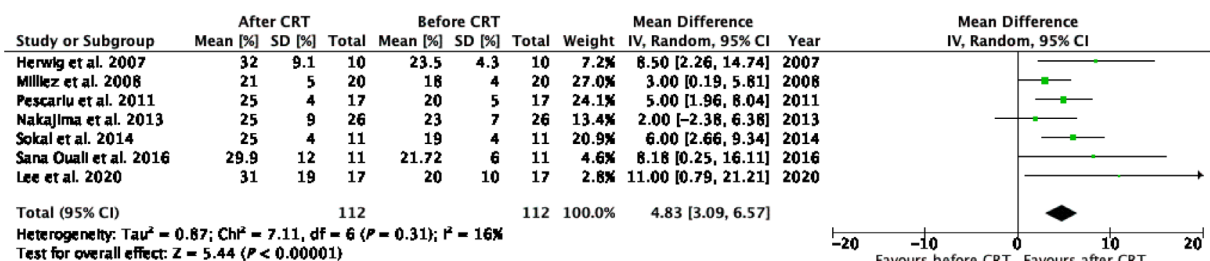 After CRT Before CRT Mean Difference Mean Difference
Study or Subgroup Mean [%] SD [%] Total Mean [%] SD [%] Total Weight IV, Random, 95% CI Year IV, Random, 95% CI
Herwig et al. 2007 32 9.1 10 23.5 4.3 10 7.2% 8.50 [2.26, 14.74] 2007
Milliez et al. 2008 21 5 20 18 4 20 27.0% 3.00 [0.19, 5.81] 2008
Pescariu et al. 2011 25 4 17 20 5 17 24.1% 5.00 [1.96, 8.04] 2011
Nakajima et al. 2013 25 9 26 23 7 26 13.4% 2.00 [−2.38, 6.38] 2013
Sokal et al. 2014 25 4 11 19 4 11 20.9% 6.00 [2.66, 9.34] 2014
Sana Ouali et al. 2016 29.9 12 11 21.72 6 11 4.6% 8.18 [0.25, 16.11] 2016
Lee et al. 2020 31 19 17 20 10 17 2.8% 11.00 [0.79, 21.21] 2020
Total (95% CI) 112 112 100.0% 4.83 [3.09, 6.57]
Heterogeneity: Tau² = 0.87; Chi² = 7.11, df = 6 (P = 0.31); I² = 16%
Test for overall effect: Z = 5.44 (P < 0.00001)
−20 −10 0 10 20
Favours before CRT Favours after CRT